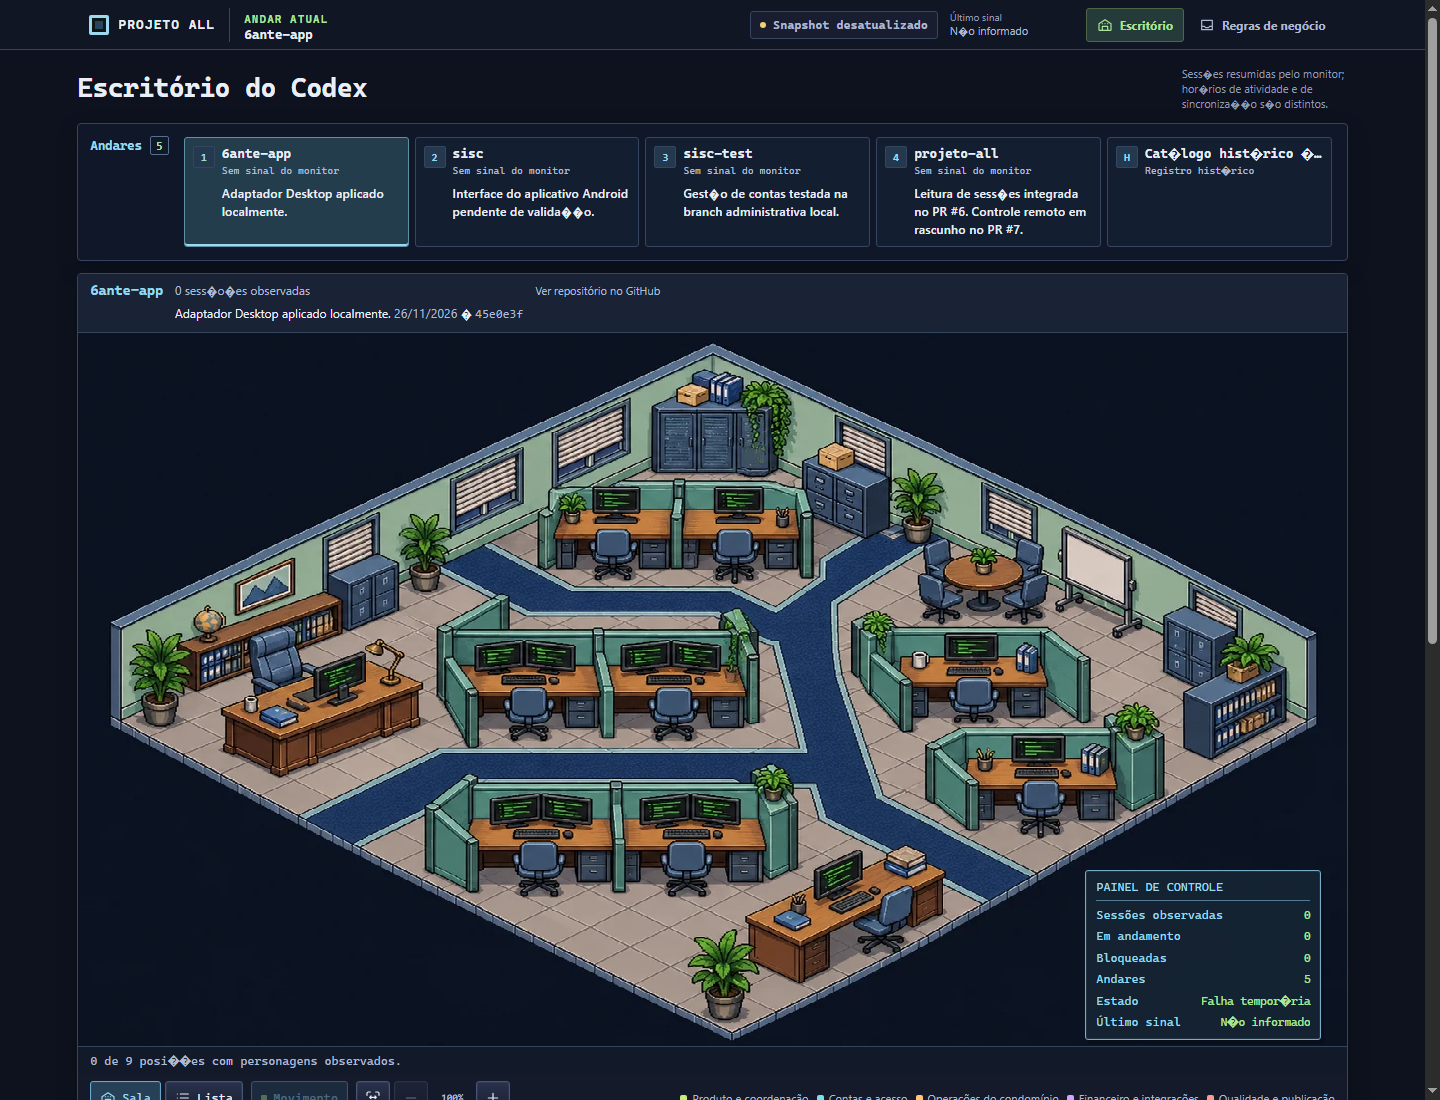 PROJETO ALL
ANDAR ATUAL
6ante-app
Snapshot desatualizado
Último sinal
N�o informado
Escritório
Regras de negócio
Escritório do Codex
Sess�es resumidas pelo monitor;
hor�rios de atividade e de
sincroniza��o s�o distintos.
Andares 5
1 6ante-app
Sem sinal do monitor
Adaptador Desktop aplicado
localmente.
2 sisc
Sem sinal do monitor
Interface do aplicativo Android
pendente de valida��o.
3 sisc-test
Sem sinal do monitor
Gest�o de contas testada na
branch administrativa local.
4 projeto-all
Sem sinal do monitor
Leitura de sess�es integrada
no PR #6. Controle remoto em
rascunho no PR #7.
H Cat�logo hist�rico �…
Registro hist�rico
6ante-app 0 sess�o�es observadas
Ver repositório no GitHub
Adaptador Desktop aplicado localmente. 26/11/2026 � 45e0e3f
PAINEL DE CONTROLE
Sessões observadas 0
Em andamento 0
Bloqueadas 0
Andares 5
Estado Falha tempor�ria
Último sinal N�o informado
0 de 9 posi��es com personagens observados.
Sala
Lista
Movimento
100%
Produto e coordenação
Contas e acesso
Operações do condomínio
Financeiro e integrações
Qualidade e publicação